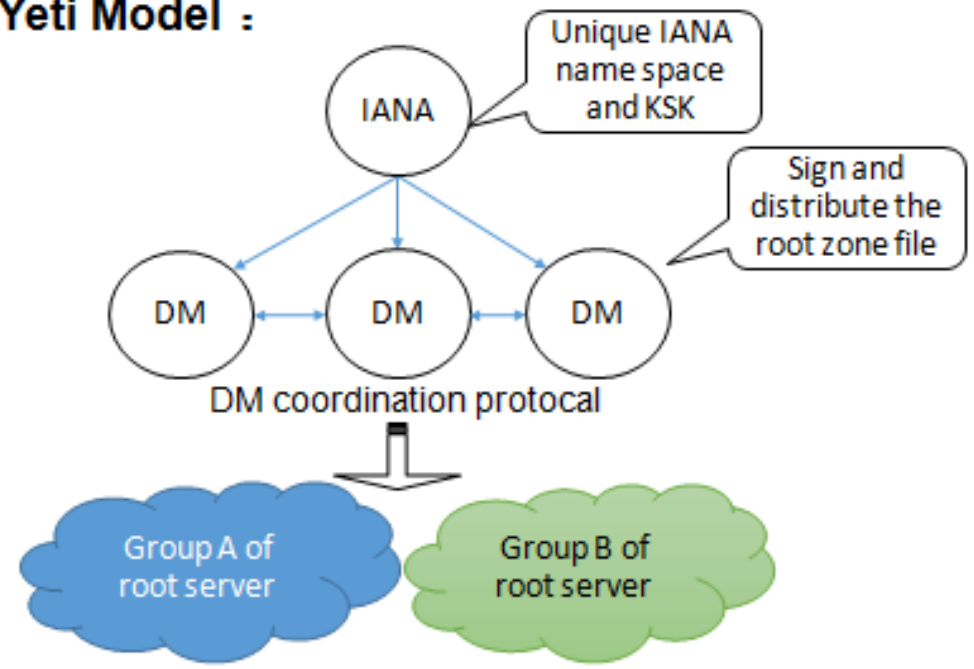 Yeti Model：
Unique IANA
name space
and KSK
IANA
Sign and
distribute the
root zone file
DM
DM
DM
DM coordination protocal
Group A of
root server
Group B of
root server